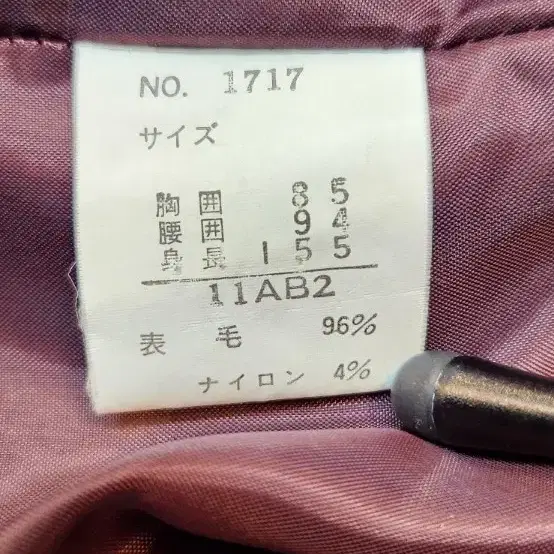 NO. 1717
サイズ
胸囲 85
腰囲 94
身長 155
11AB2
表 毛 96%
ナイロン 4%